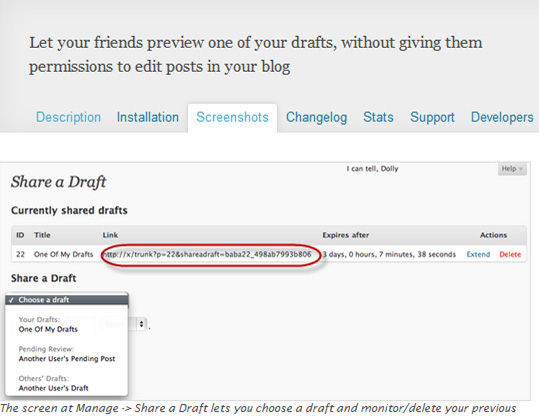 Let your friends preview one of your drafts, without giving them
permissions to edit posts in your blog
Description Installation Screenshots Changelog Stats Support Developers
I can tell, Dolly Help
Share a Draft
Currently shared drafts
ID Title Link Expires after Actions
22 One Of My Drafts http://x/trunk?p=22&shareadraft=baba22_498ab7993b806 3 days, 0 hours, 7 minutes, 38 seconds Extend Delete
Share a Draft
✓ Choose a draft
Your Drafts:
One Of My Drafts
.
Pending Review:
Another User's Pending Post
Others' Drafts:
Another User's Draft
The screen at Manage -> Share a Draft lets you choose a draft and monitor/delete your previous